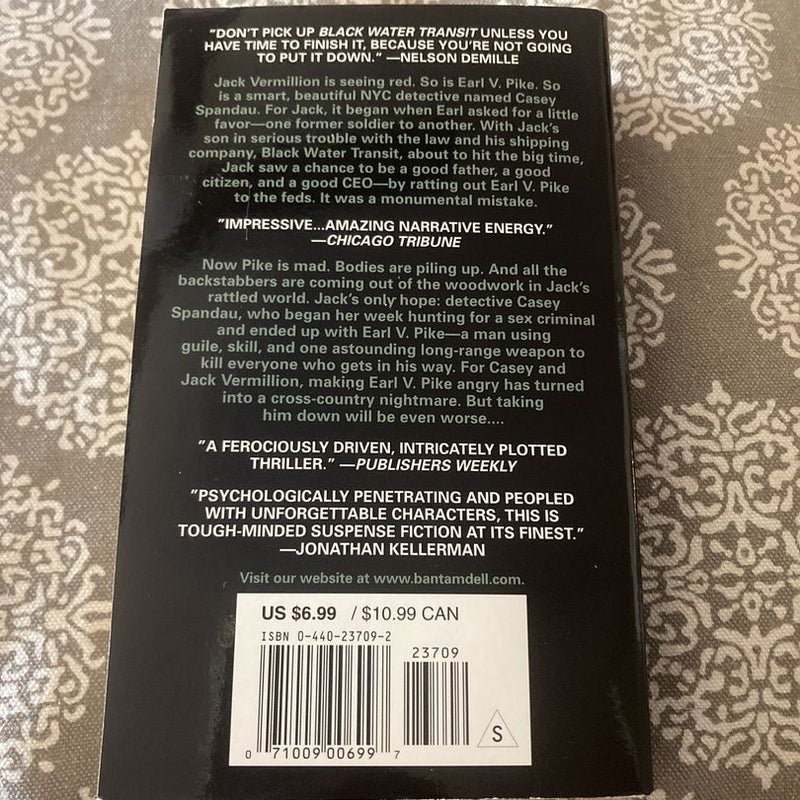 "DON'T PICK UP BLACK WATER TRANSIT UNLESS YOU
HAVE TIME TO FINISH IT, BECAUSE YOU'RE NOT GOING
TO PUT IT DOWN." —NELSON DEMILLE
Jack Vermillion is seeing red. So is Earl V. Pike. So
is a smart, beautiful NYC detective named Casey
Spandau. For Jack, it began when Earl asked for a little
favor—one former soldier to another. With Jack's
son in serious trouble with the law and his shipping
company, Black Water Transit, about to hit the big time,
Jack saw a chance to be a good father, a good
citizen, and a good CEO—by ratting out Earl V. Pike
to the feds. It was a monumental mistake.
"IMPRESSIVE...AMAZING NARRATIVE ENERGY."
—CHICAGO TRIBUNE
Now Pike is mad. Bodies are piling up. And all the
backstabbers are coming out of the woodwork in Jack's
rattled world. Jack's only hope: detective Casey
Spandau, who began her week hunting for a sex criminal
and ended up with Earl V. Pike—a man using
guile, skill, and one astounding long-range weapon to
kill everyone who gets in his way. For Casey and
Jack Vermillion, making Earl V. Pike angry has turned
into a cross-country nightmare. But taking
him down will be even worse....
"A FEROCIOUSLY DRIVEN, INTRICATELY PLOTTED
THRILLER." —PUBLISHERS WEEKLY
"PSYCHOLOGICALLY PENETRATING AND PEOPLED
WITH UNFORGETTABLE CHARACTERS, THIS IS
TOUGH-MINDED SUSPENSE FICTION AT ITS FINEST."
—JONATHAN KELLERMAN
Visit our website at www.bantamdell.com.
US $6.99 / $10.99 CAN
ISBN 0-440-23709-2
23709
0 71009 00699 7
S